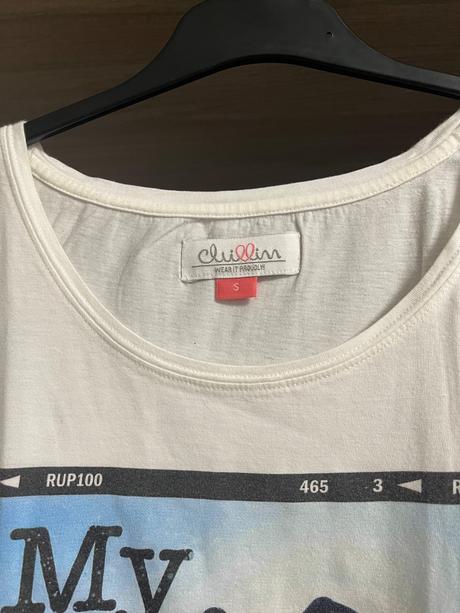 chillin
WEAR IT PROUDLY!
S
RUP100 465 3 R
My